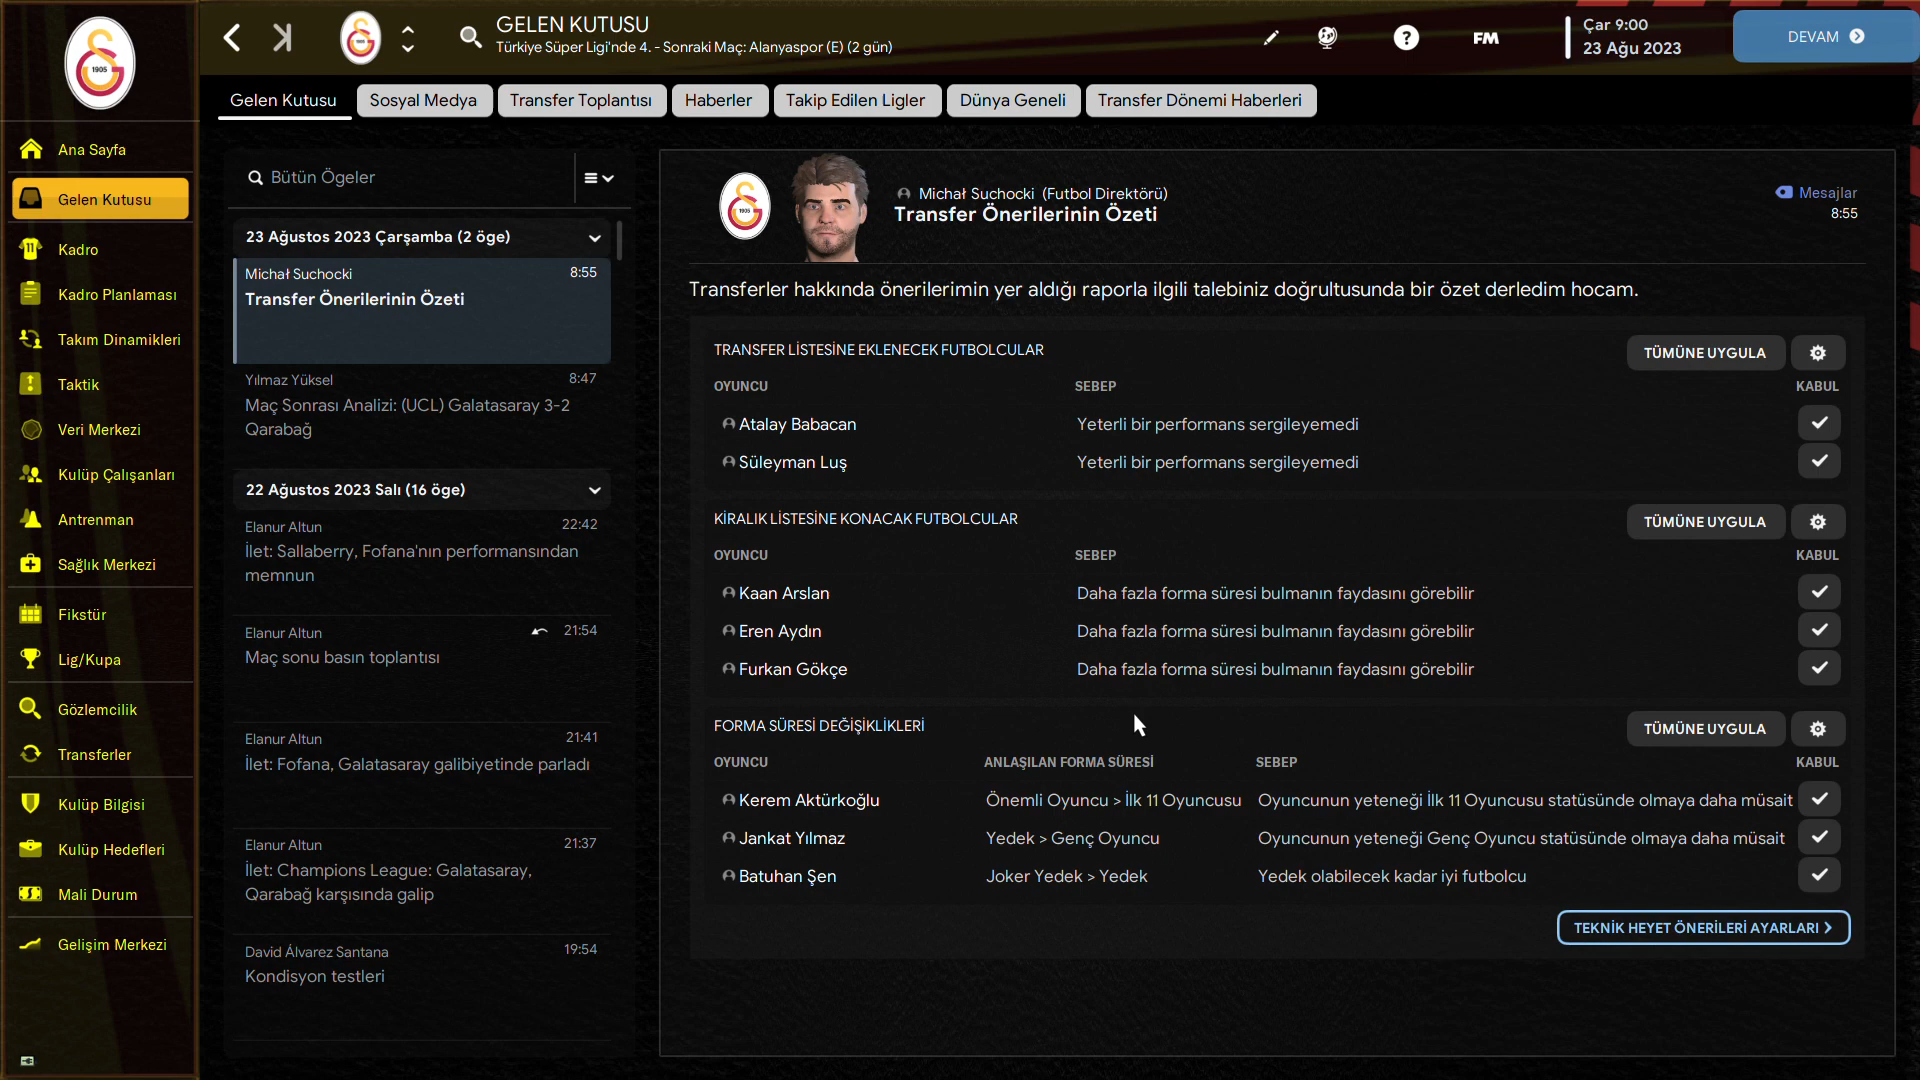 GELEN KUTUSU
Türkiye Süper Ligi'nde 4. - Sonraki Maç: Alanyaspor (E) (2 gün)
FM
Çar 9:00
23 Ağu 2023
DEVAM
1905
Ana Sayfa
Gelen Kutusu
Kadro
Kadro Planlaması
Takım Dinamikleri
Taktik
Veri Merkezi
Kulüp Çalışanları
Antrenman
Sağlık Merkezi
Fikstür
Lig/Kupa
Gözlemcilik
Transferler
Kulüp Bilgisi
Kulüp Hedefleri
Mali Durum
Gelişim Merkezi
Gelen Kutusu
Sosyal Medya
Transfer Toplantısı
Haberler
Takip Edilen Ligler
Dünya Geneli
Transfer Dönemi Haberleri
Bütün Ögeler
23 Ağustos 2023 Çarşamba (2 öge)
Michał Suchocki 8:55
Transfer Önerilerinin Özeti
Yılmaz Yüksel 8:47
Maç Sonrası Analizi: (UCL) Galatasaray 3-2
Qarabağ
22 Ağustos 2023 Salı (16 öge)
Elanur Altun 22:42
İlet: Sallaberry, Fofana'nın performansından
memnun
Elanur Altun 21:54
Maç sonu basın toplantısı
Elanur Altun 21:41
İlet: Fofana, Galatasaray galibiyetinde parladı
Elanur Altun 21:37
İlet: Champions League: Galatasaray,
Qarabağ karşısında galip
David Álvarez Santana 19:54
Kondisyon testleri
1905
Michał Suchocki (Futbol Direktörü)
Transfer Önerilerinin Özeti
Mesajlar
8:55
Transferler hakkında önerilerimin yer aldığı raporla ilgili talebiniz doğrultusunda bir özet derledim hocam.
TRANSFER LİSTESİNE EKLENECEK FUTBOLCULAR TÜMÜNE UYGULA
OYUNCU SEBEP KABUL
Atalay Babacan Yeterli bir performans sergileyemedi
Süleyman Luş Yeterli bir performans sergileyemedi
KİRALIK LİSTESİNE KONACAK FUTBOLCULAR TÜMÜNE UYGULA
OYUNCU SEBEP KABUL
Kaan Arslan Daha fazla forma süresi bulmanın faydasını görebilir
Eren Aydın Daha fazla forma süresi bulmanın faydasını görebilir
Furkan Gökçe Daha fazla forma süresi bulmanın faydasını görebilir
FORMA SÜRESİ DEĞİŞİKLİKLERİ TÜMÜNE UYGULA
OYUNCU ANLAŞILAN FORMA SÜRESİ SEBEP KABUL
Kerem Aktürkoğlu Önemli Oyuncu > İlk 11 Oyuncusu Oyuncunun yeteneği İlk 11 Oyuncusu statüsünde olmaya daha müsait
Jankat Yılmaz Yedek > Genç Oyuncu Oyuncunun yeteneği Genç Oyuncu statüsünde olmaya daha müsait
Batuhan Şen Joker Yedek > Yedek Yedek olabilecek kadar iyi futbolcu
TEKNİK HEYET ÖNERİLERİ AYARLARI